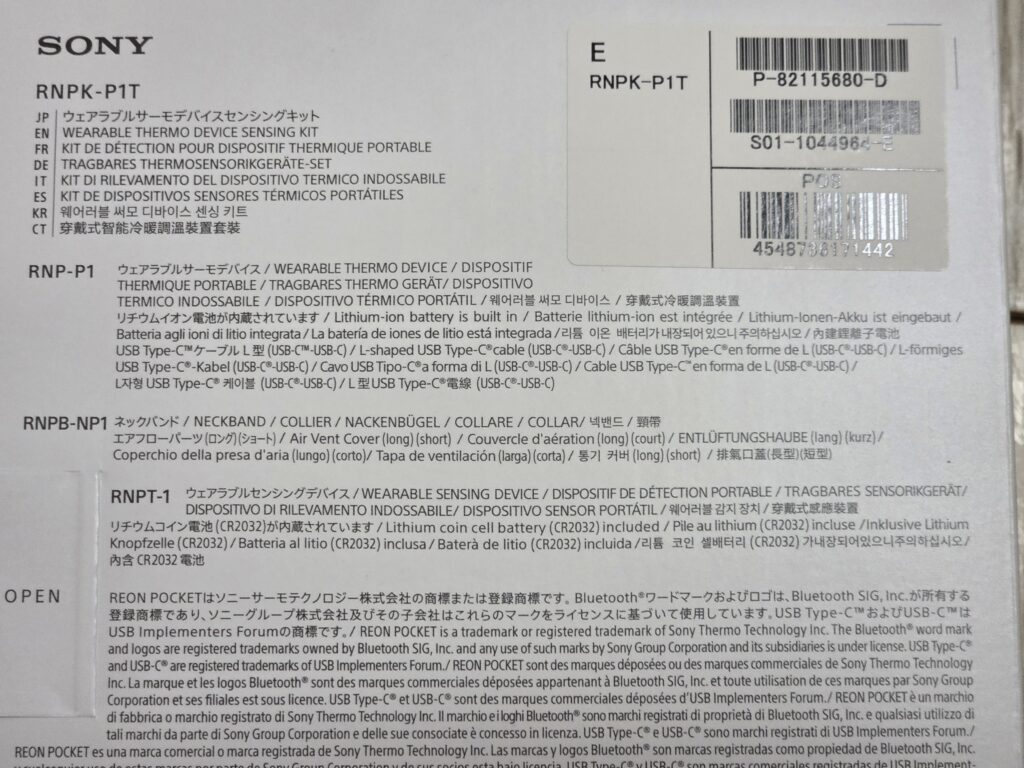 SONY
RNPK-P1T
JP ウェアラブルサーモデバイスセンシングキット
EN WEARABLE THERMO DEVICE SENSING KIT
FR KIT DE DÉTECTION POUR DISPOSITIF THERMIQUE PORTABLE
DE TRAGBARES THERMOSENSORIKGERÄTE-SET
IT KIT DI RILEVAMENTO DEL DISPOSITIVO TERMICO INDOSSABILE
ES KIT DE DISPOSITIVOS SENSORES TÉRMICOS PORTÁTILES
KR 웨어러블 써모 디바이스 센싱 키트
CT 穿戴式智能冷暖調溫裝置套裝
E
RNPK-P1T
P-82115680-D
S01-1044964-E
POS
4548736171442
RNP-P1 ウェアラブルサーモデバイス / WEARABLE THERMO DEVICE / DISPOSITIF
THERMIQUE PORTABLE / TRAGBARES THERMO GERÄT/ DISPOSITIVO
TERMICO INDOSSABILE / DISPOSITIVO TÉRMICO PORTÁTIL / 웨어러블 써모 디바이스 / 穿戴式冷暖調溫裝置
リチウムイオン電池が内蔵されています / Lithium-ion battery is built in / Batterie lithium-ion est intégrée / Lithium-Ionen-Akku ist eingebaut /
Batteria agli ioni di litio integrata / La batería de iones de litio está integrada / 리튬 이온 배터리가 내장되어 있으니 주의하십시오 / 內建鋰離子電池
USB Type-C™ケーブル L 型 (USB-C™-USB-C) / L-shaped USB Type-C®cable (USB-C®-USB-C) / Câble USB Type-C®en forme de L (USB-C®-USB-C) / L-förmiges
USB Type-C®-Kabel (USB-C®-USB-C) / Cavo USB Tipo-C®a forma di L (USB-C®-USB-C) / Cable USB Type-C™en forma de L (USB-C®-USB-C) /
L자형 USB Type-C® 케이블 (USB-C®-USB-C) / L 型 USB Type-C®電線 (USB-C®-USB-C)
RNPB-NP1 ネックバンド / NECKBAND / COLLIER / NACKENBÜGEL / COLLARE / COLLAR/ 넥밴드 / 頸帶
エアフローパーツ(ロング)(ショート) / Air Vent Cover (long) (short) / Couvercle d'aération (long) (court) / ENTLÜFTUNGSHAUBE (lang) (kurz) /
Coperchio della presa d'aria (lungo) (corto)/ Tapa de ventilación (larga) (corta) / 통기 커버 (long) (short) / 排氣口蓋(長型)(短型)
RNPT-1 ウェアラブルセンシングデバイス / WEARABLE SENSING DEVICE / DISPOSITIF DE DÉTECTION PORTABLE / TRAGBARES SENSORIKGERÄT/
DISPOSITIVO DI RILEVAMENTO INDOSSABILE/ DISPOSITIVO SENSOR PORTÁTIL / 웨어러블 감지 장치 / 穿戴式感應裝置
リチウムコイン電池 (CR2032)が内蔵されています / Lithium coin cell battery (CR2032) included / Pile au lithium (CR2032) incluse / Inklusive Lithium
Knopfzelle (CR2032) / Batteria al litio (CR2032) inclusa / Baterà de litio (CR2032) incluida / 리튬 코인 셀배터리 (CR2032) 가내장되어있으니주의하십시오/
內含 CR2032 電池
OPEN
REON POCKETはソニーサーモテクノロジー株式会社の商標または登録商標です。Bluetooth®ワードマークおよびロゴは、Bluetooth SIG, Inc.が所有する
登録商標であり、ソニーグループ株式会社及びその子会社はこれらのマークをライセンスに基づいて使用しています。USB Type-C™およびUSB-C™は
USB Implementers Forumの商標です。/ REON POCKET is a trademark or registered trademark of Sony Thermo Technology Inc. The Bluetooth® word mark
and logos are registered trademarks owned by Bluetooth SIG, Inc. and any use of such marks by Sony Group Corporation and its subsidiaries is under license. USB Type-C®
and USB-C® are registered trademarks of USB Implementers Forum./ REON POCKET sont des marques déposées ou des marques commerciales de Sony Thermo Technology
Inc. La marque et les logos Bluetooth® sont des marques commerciales déposées appartenant à Bluetooth SIG, Inc. et toute utilisation de ces marques par Sony Group
Corporation et ses filiales est sous licence. USB Type-C® et USB-C® sont des marques commerciales déposées d'USB Implementers Forum./ REON POCKET è un marchio
di fabbrica o marchio registrato di Sony Thermo Technology Inc. Il marchio e i loghi Bluetooth® sono marchi registrati di proprietà di Bluetooth SIG, Inc. e qualsiasi utilizzo di
tali marchi da parte di Sony Group Corporation e delle sue consociate è concesso in licenza. USB Type-C® e USB-C® sono marchi registrati di USB Implementers Forum./
REON POCKET es una marca comercial o marca registrada de Sony Thermo Technology Inc. Las marcas y logos Bluetooth® son marcas registradas como propiedad de Bluetooth SIG, Inc.